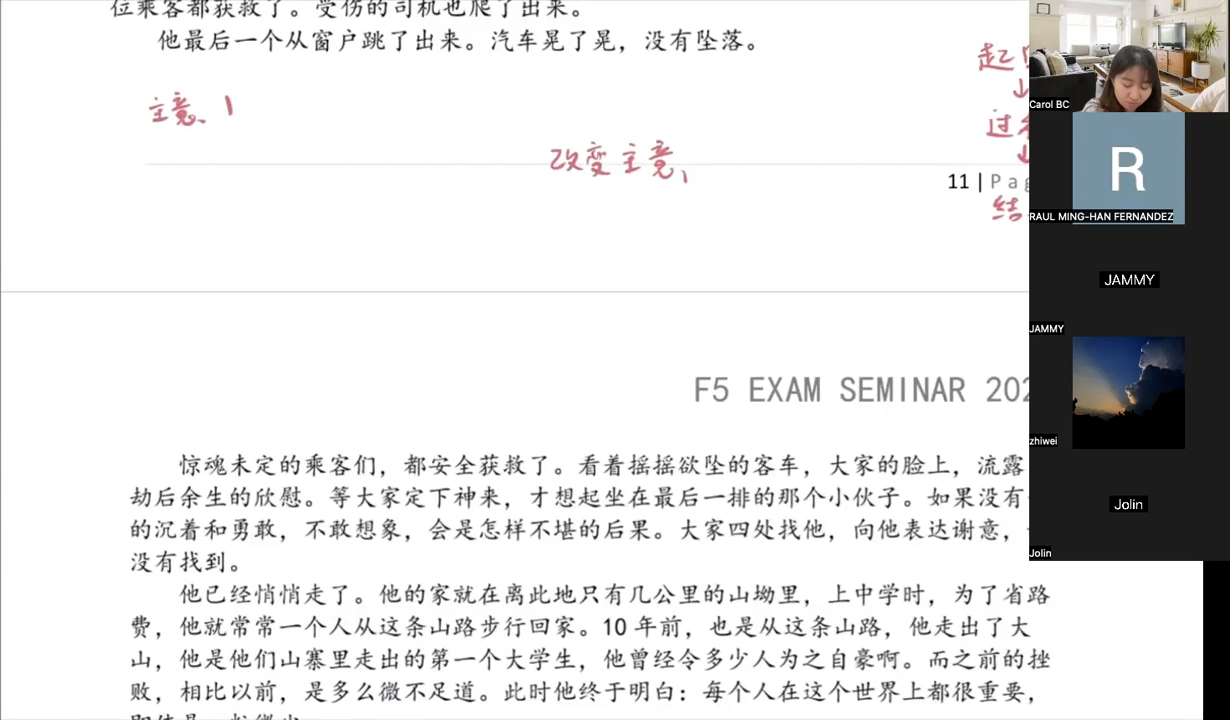 位乘客都获救了。受伤的司机也爬了出来。
他最后一个从窗户跳了出来。汽车晃了晃，没有坠落。
起
主意、1
过
改变主意、
11 | Pag
结
F5 EXAM SEMINAR 202
惊魂未定的乘客们，都安全获救了。看着摇摇欲坠的客车，大家的脸上，流露
劫后余生的欣慰。等大家定下神来，才想起坐在最后一排的那个小伙子。如果没有
的沉着和勇敢，不敢想象，会是怎样不堪的后果。大家四处找他，向他表达谢意，
没有找到。
他已经悄悄走了。他的家就在离此地只有几公里的山坳里，上中学时，为了省路
费，他就常常一个人从这条山路步行回家。10 年前，也是从这条山路，他走出了大
山，他是他们山寨里走出的第一个大学生，他曾经令多少人为之自豪啊。而之前的挫
败，相比以前，是多么微不足道。此时他终于明白：每个人在这个世界上都很重要，
Carol BC
R
RAUL MING-HAN FERNANDEZ
JAMMY
JAMMY
zhiwei
Jolin
Jolin